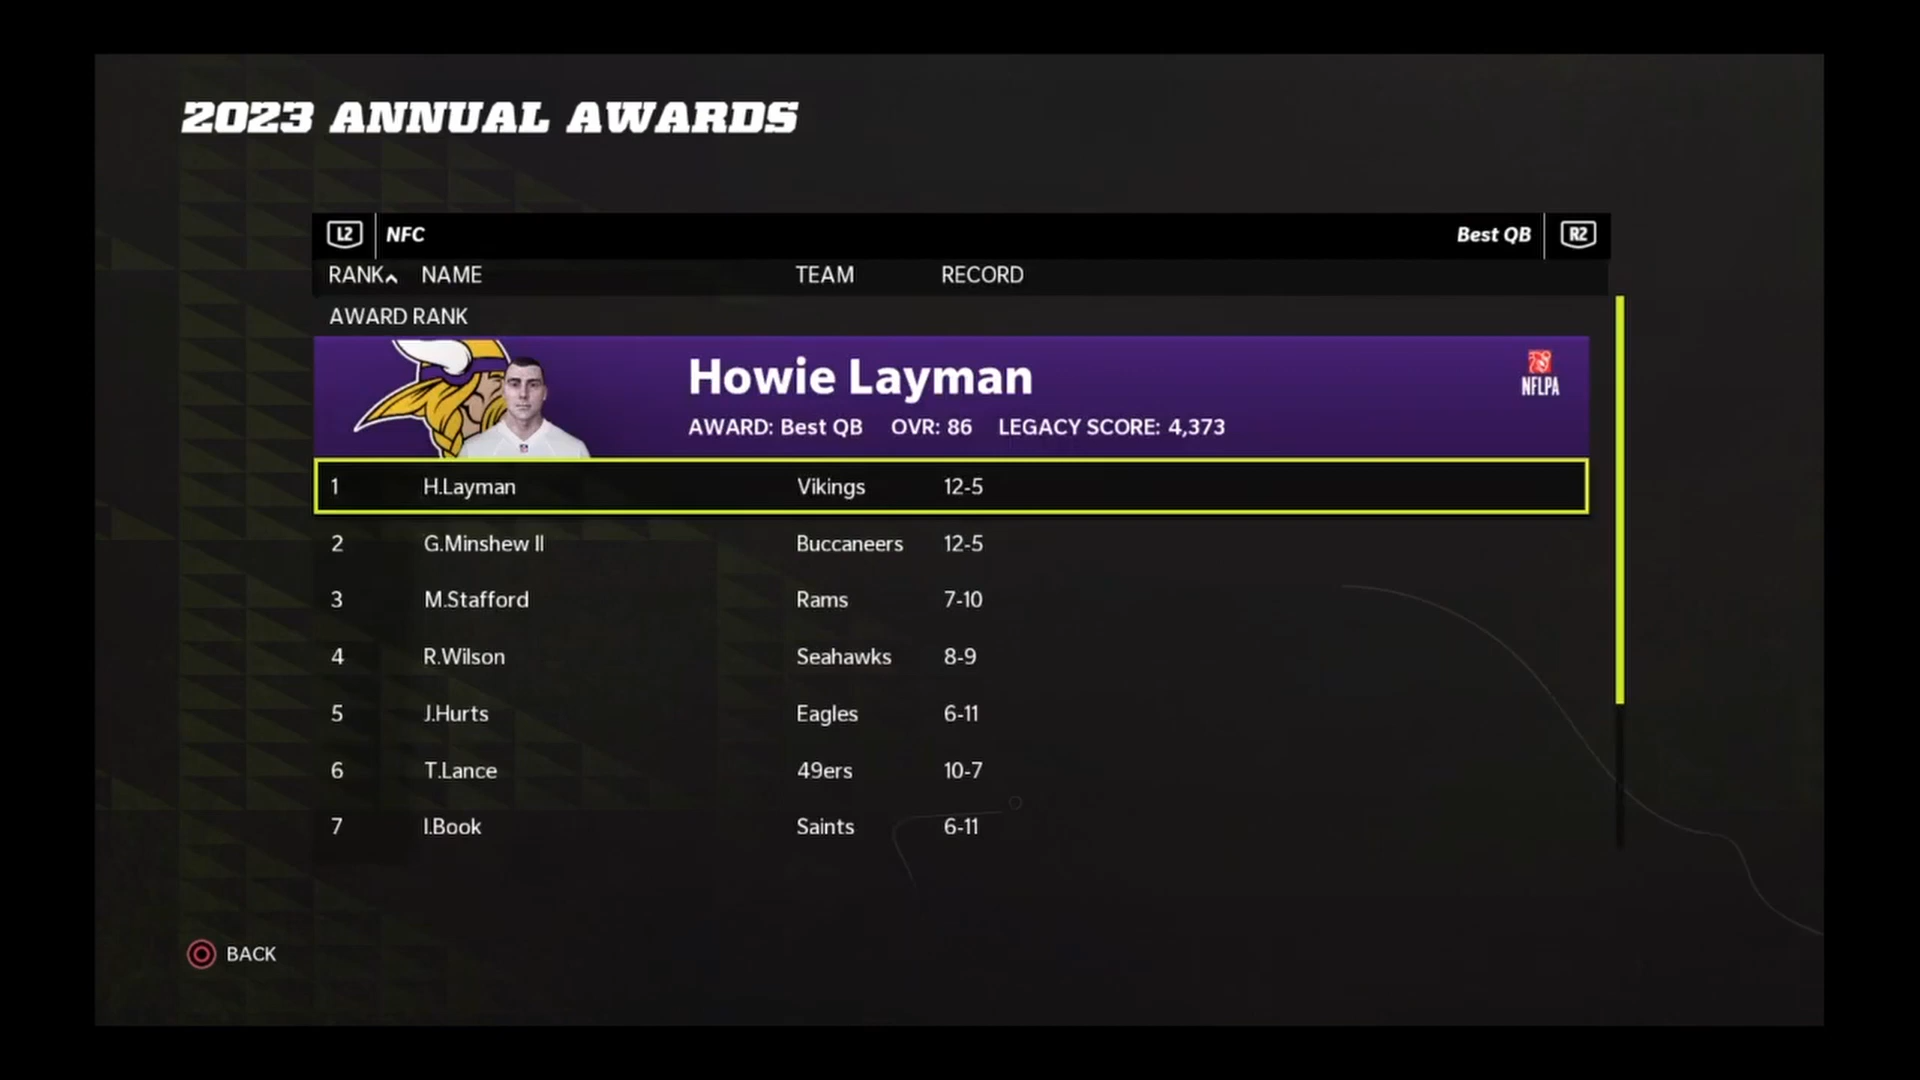 2023 ANNUAL AWARDS
L2 NFC Best QB R2
RANK NAME TEAM RECORD
AWARD RANK
Howie Layman
NFLPA
AWARD: Best QB OVR: 86 LEGACY SCORE: 4,373
1 H.Layman Vikings 12-5
2 G.Minshew II Buccaneers 12-5
3 M.Stafford Rams 7-10
4 R.Wilson Seahawks 8-9
5 J.Hurts Eagles 6-11
6 T.Lance 49ers 10-7
7 I.Book Saints 6-11
BACK